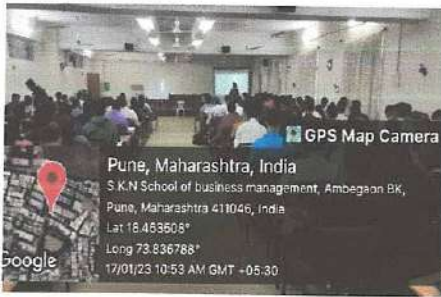 GPS Map Camera
Pune, Maharashtra, India
S.K.N School of business management, Ambegaon BK,
Pune, Maharashtra 411046, India
Lat 18.463608°
Long 73.836788°
17/01/23 10:53 AM GMT +05:30
Google